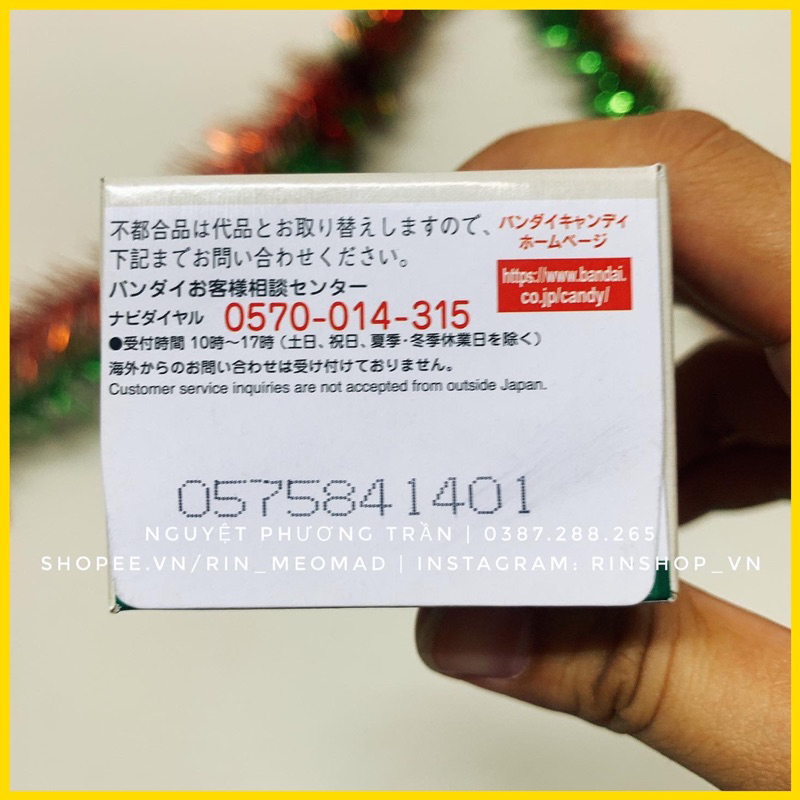 不都合品は代品とお取り替えしますので、
下記までお問い合わせください。
バンダイお客様相談センター
ナビダイヤル 0570-014-315
●受付時間 10時〜17時(土日、祝日、夏季・冬季休業日を除く)
海外からのお問い合わせは受け付けておりません。
Customer service inquiries are not accepted from outside Japan.
バンダイキャンディ
ホームページ
https://www.bandai.
co.jp/candy/
0575841401
NGUYỆT PHƯƠNG TRẦN | 0387.288.265
SHOPEE.VN/RIN_MEOMAD | INSTAGRAM: RINSHOP_VN